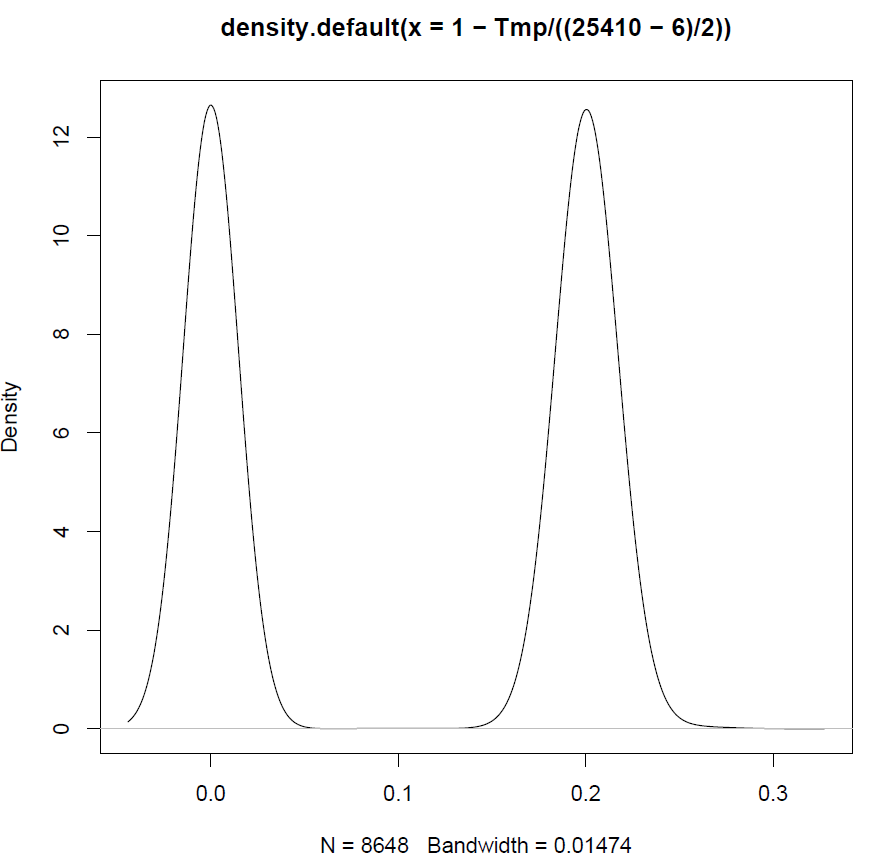 density.default(x = 1 − Tmp/((25410 − 6)/2))
Density
12
10
8
6
4
2
0
0.0 0.1 0.2 0.3
N = 8648 Bandwidth = 0.01474